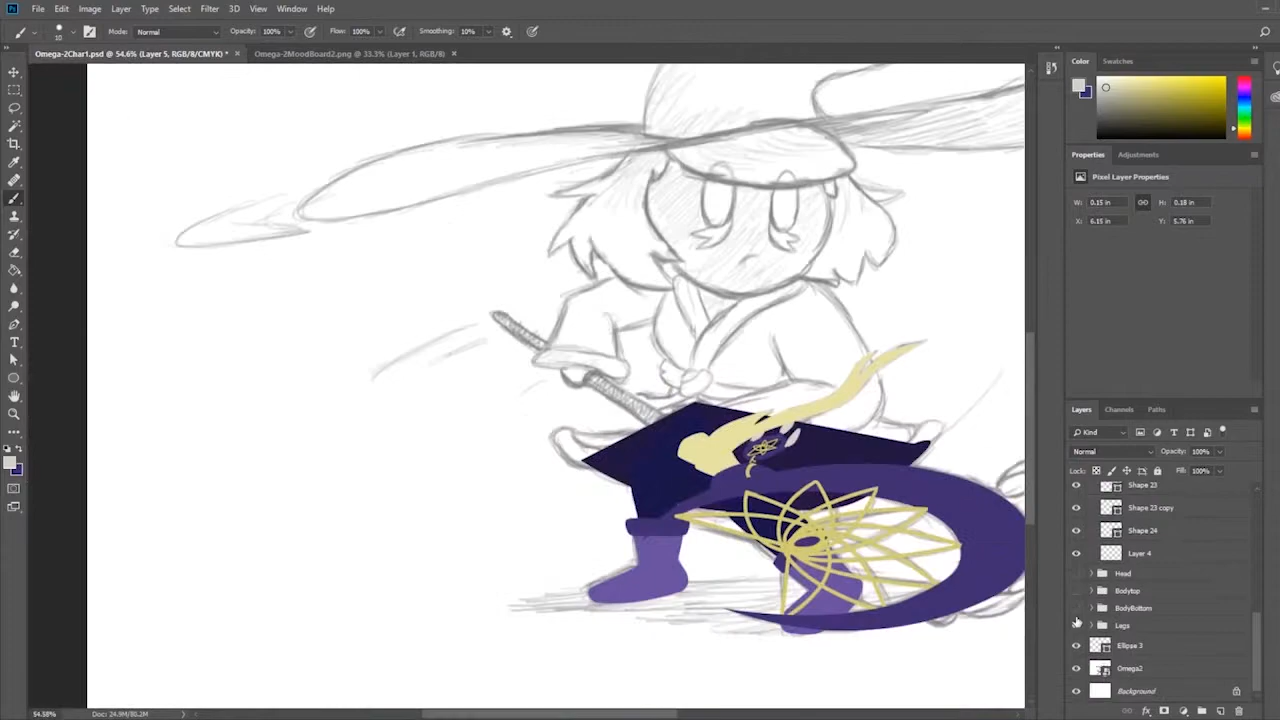 File Edit Image Layer Type Select Filter 3D View Window Help
10 Mode: Normal Opacity: 100% Flow: 100% Smoothing: 10%
Omega-2Char1.psd @ 54.6% (Layer 5, RGB/8/CMYK) * × Omega-2MoodBoard2.png @ 33.3% (Layer 1, RGB/8) ×
Color Swatches
Properties Adjustments
Pixel Layer Properties
W: 0.15 in GO H: 0.18 in
X: 6.15 in Y: 5.76 in
Layers Channels Paths
Kind
Normal Opacity: 100%
Lock: Fill: 100%
Shape 23
Shape 23 copy
Shape 24
Layer 4
Head
Bodytop
BodyBottom
Legs
Ellipse 3
Omega2
Background
54.58% Doc: 24.9M/80.2M